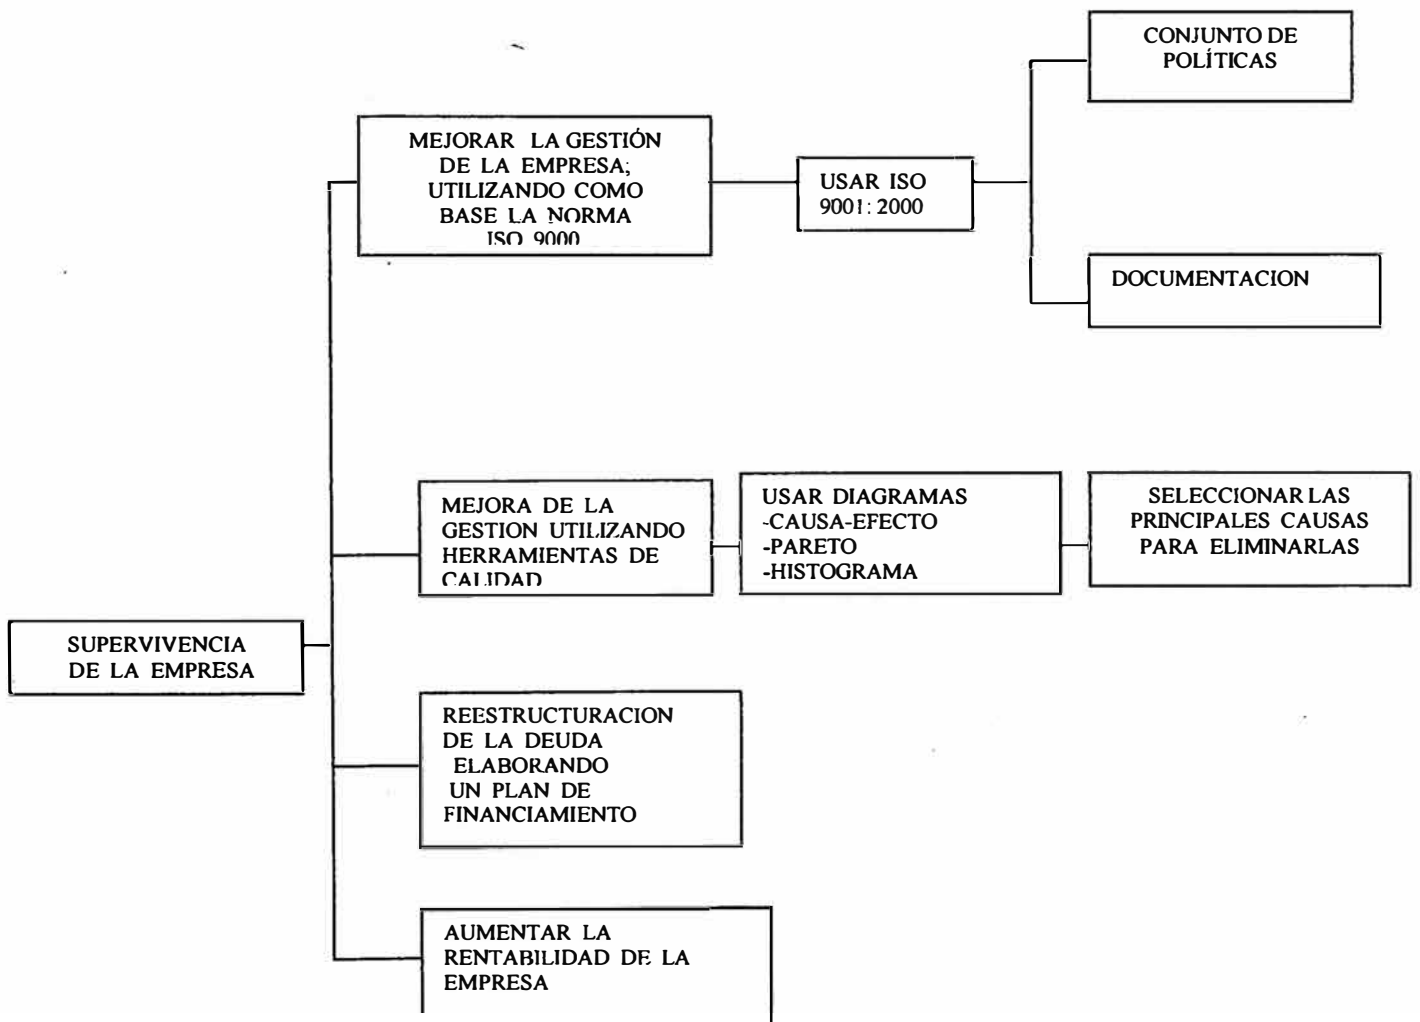 CONJUNTO DE
POLÍTICAS
MEJORAR LA GESTIÓN
DE LA EMPRESA;
UTILIZANDO COMO
BASE LA NORMA
ISO 9000
USAR ISO
9001:2000
DOCUMENTACION
MEJORA DE LA
GESTION UTILIZANDO
HERRAMIENTAS DE
CALIDAD
USAR DIAGRAMAS
-CAUSA-EFECTO
-PARETO
-HISTOGRAMA
SELECCIONAR LAS
PRINCIPALES CAUSAS
PARA ELIMINARLAS
SUPERVIVENCIA
DE LA EMPRESA
REESTRUCTURACION
DE LA DEUDA
ELABORANDO
UN PLAN DE
FINANCIAMIENTO
AUMENTAR LA
RENTABILIDAD DE LA
EMPRESA